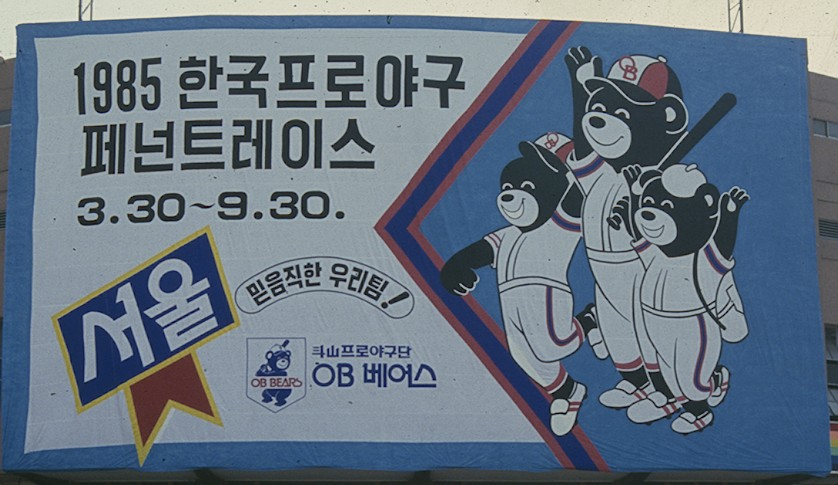 1985 한국프로야구
페넌트레이스
3.30~9.30.
서울
믿음직한 우리팀!
OB BEARS
斗山프로야구단
OB 베어스
OB
OB